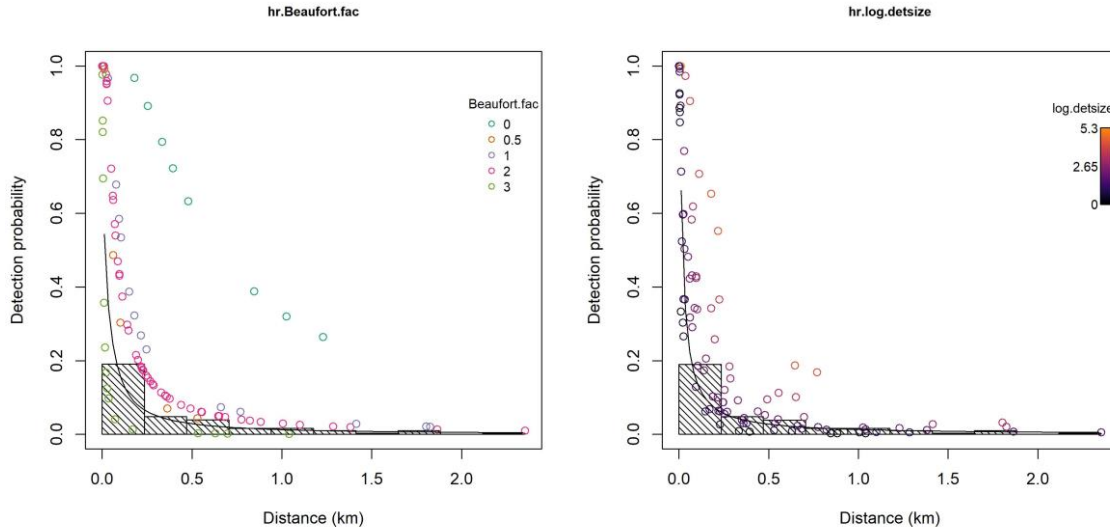 hr.Beaufort.fac
Detection probability
1.0
0.8
0.6
0.4
0.2
0.0
Beaufort.fac
0
0.5
1
2
3
0.0 0.5 1.0 1.5 2.0
Distance (km)
hr.log.detsize
Detection probability
1.0
0.8
0.6
0.4
0.2
0.0
log.detsize
5.3
2.65
0
0.0 0.5 1.0 1.5 2.0
Distance (km)